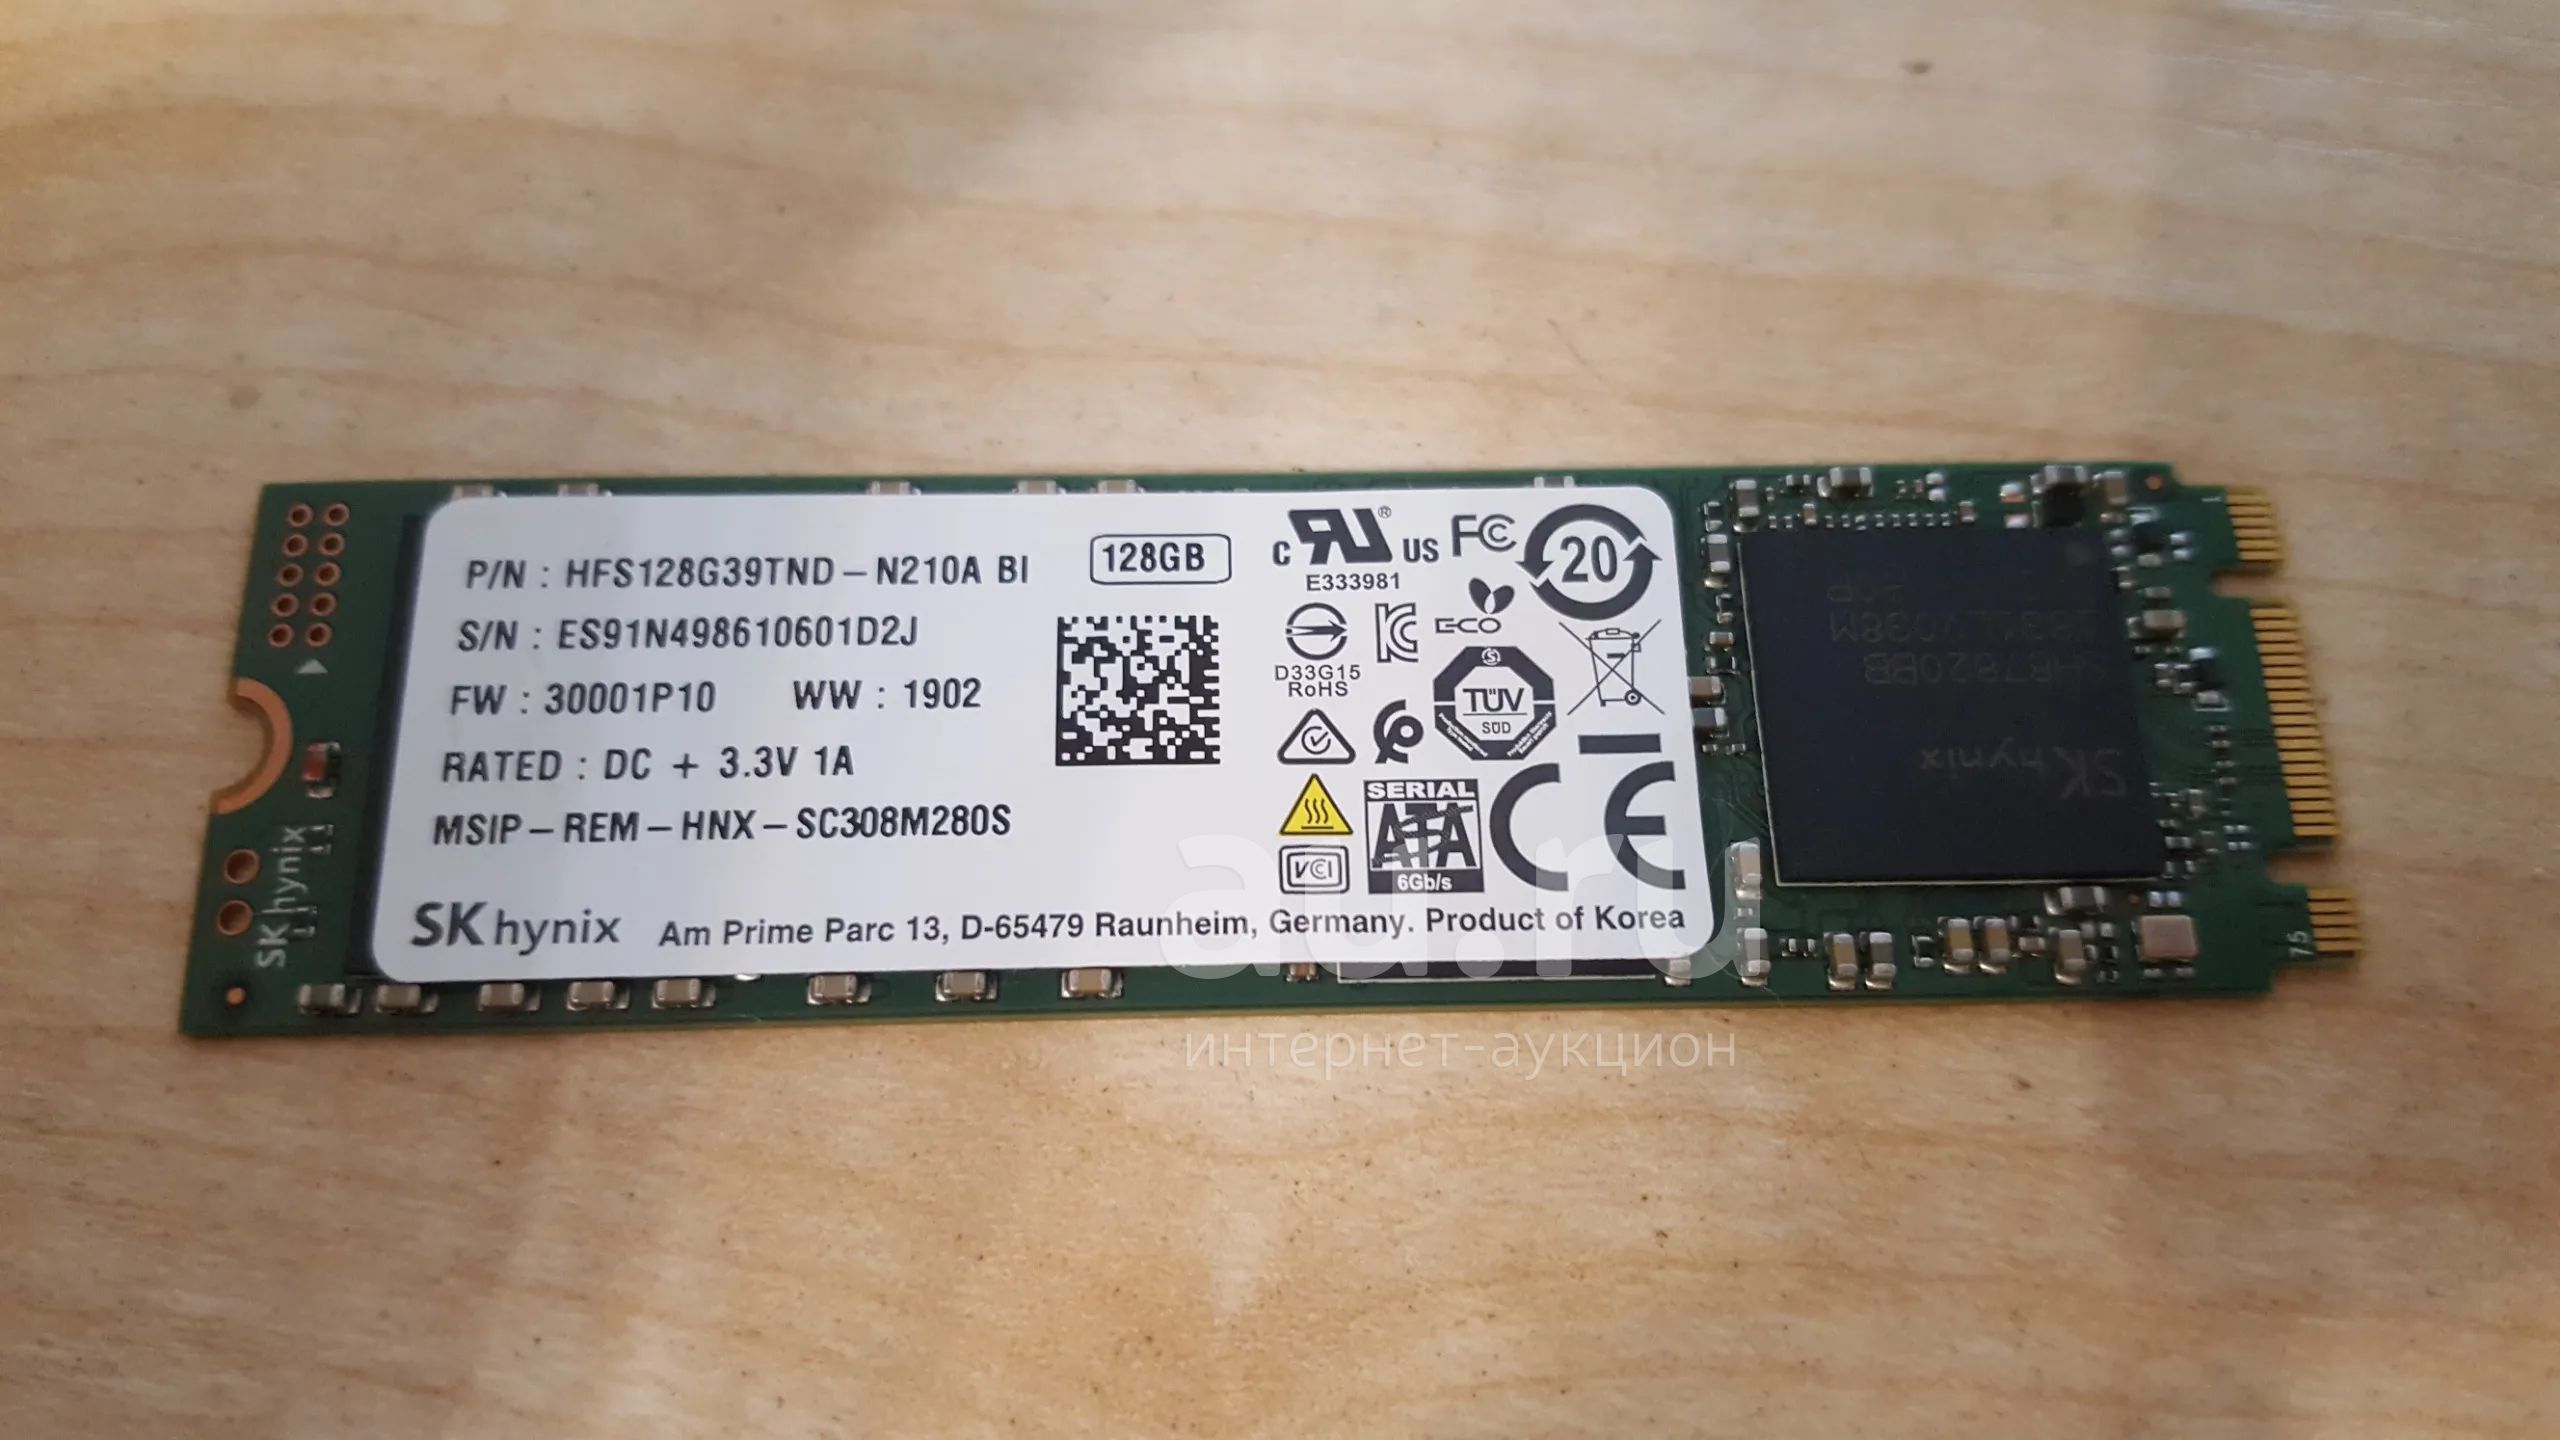 P/N : HFS128G39TND-N210A BI
128GB
S/N : ES91N498610601D2J
FW : 30001P10 WW : 1902
RATED : DC + 3.3V 1A
MSIP-REM-HNX-SC308M280S
SK hynix Am Prime Parc 13, D-65479 Raunheim, Germany. Product of Korea
C RU ® US FC
E333981
20
D33G15
RoHS
ECO
TÜV
SÜD
SERIAL
ATA
6Gb/s
VCI
CE
SK hynix
SK hynix
75
au.ru
интернет-аукцион